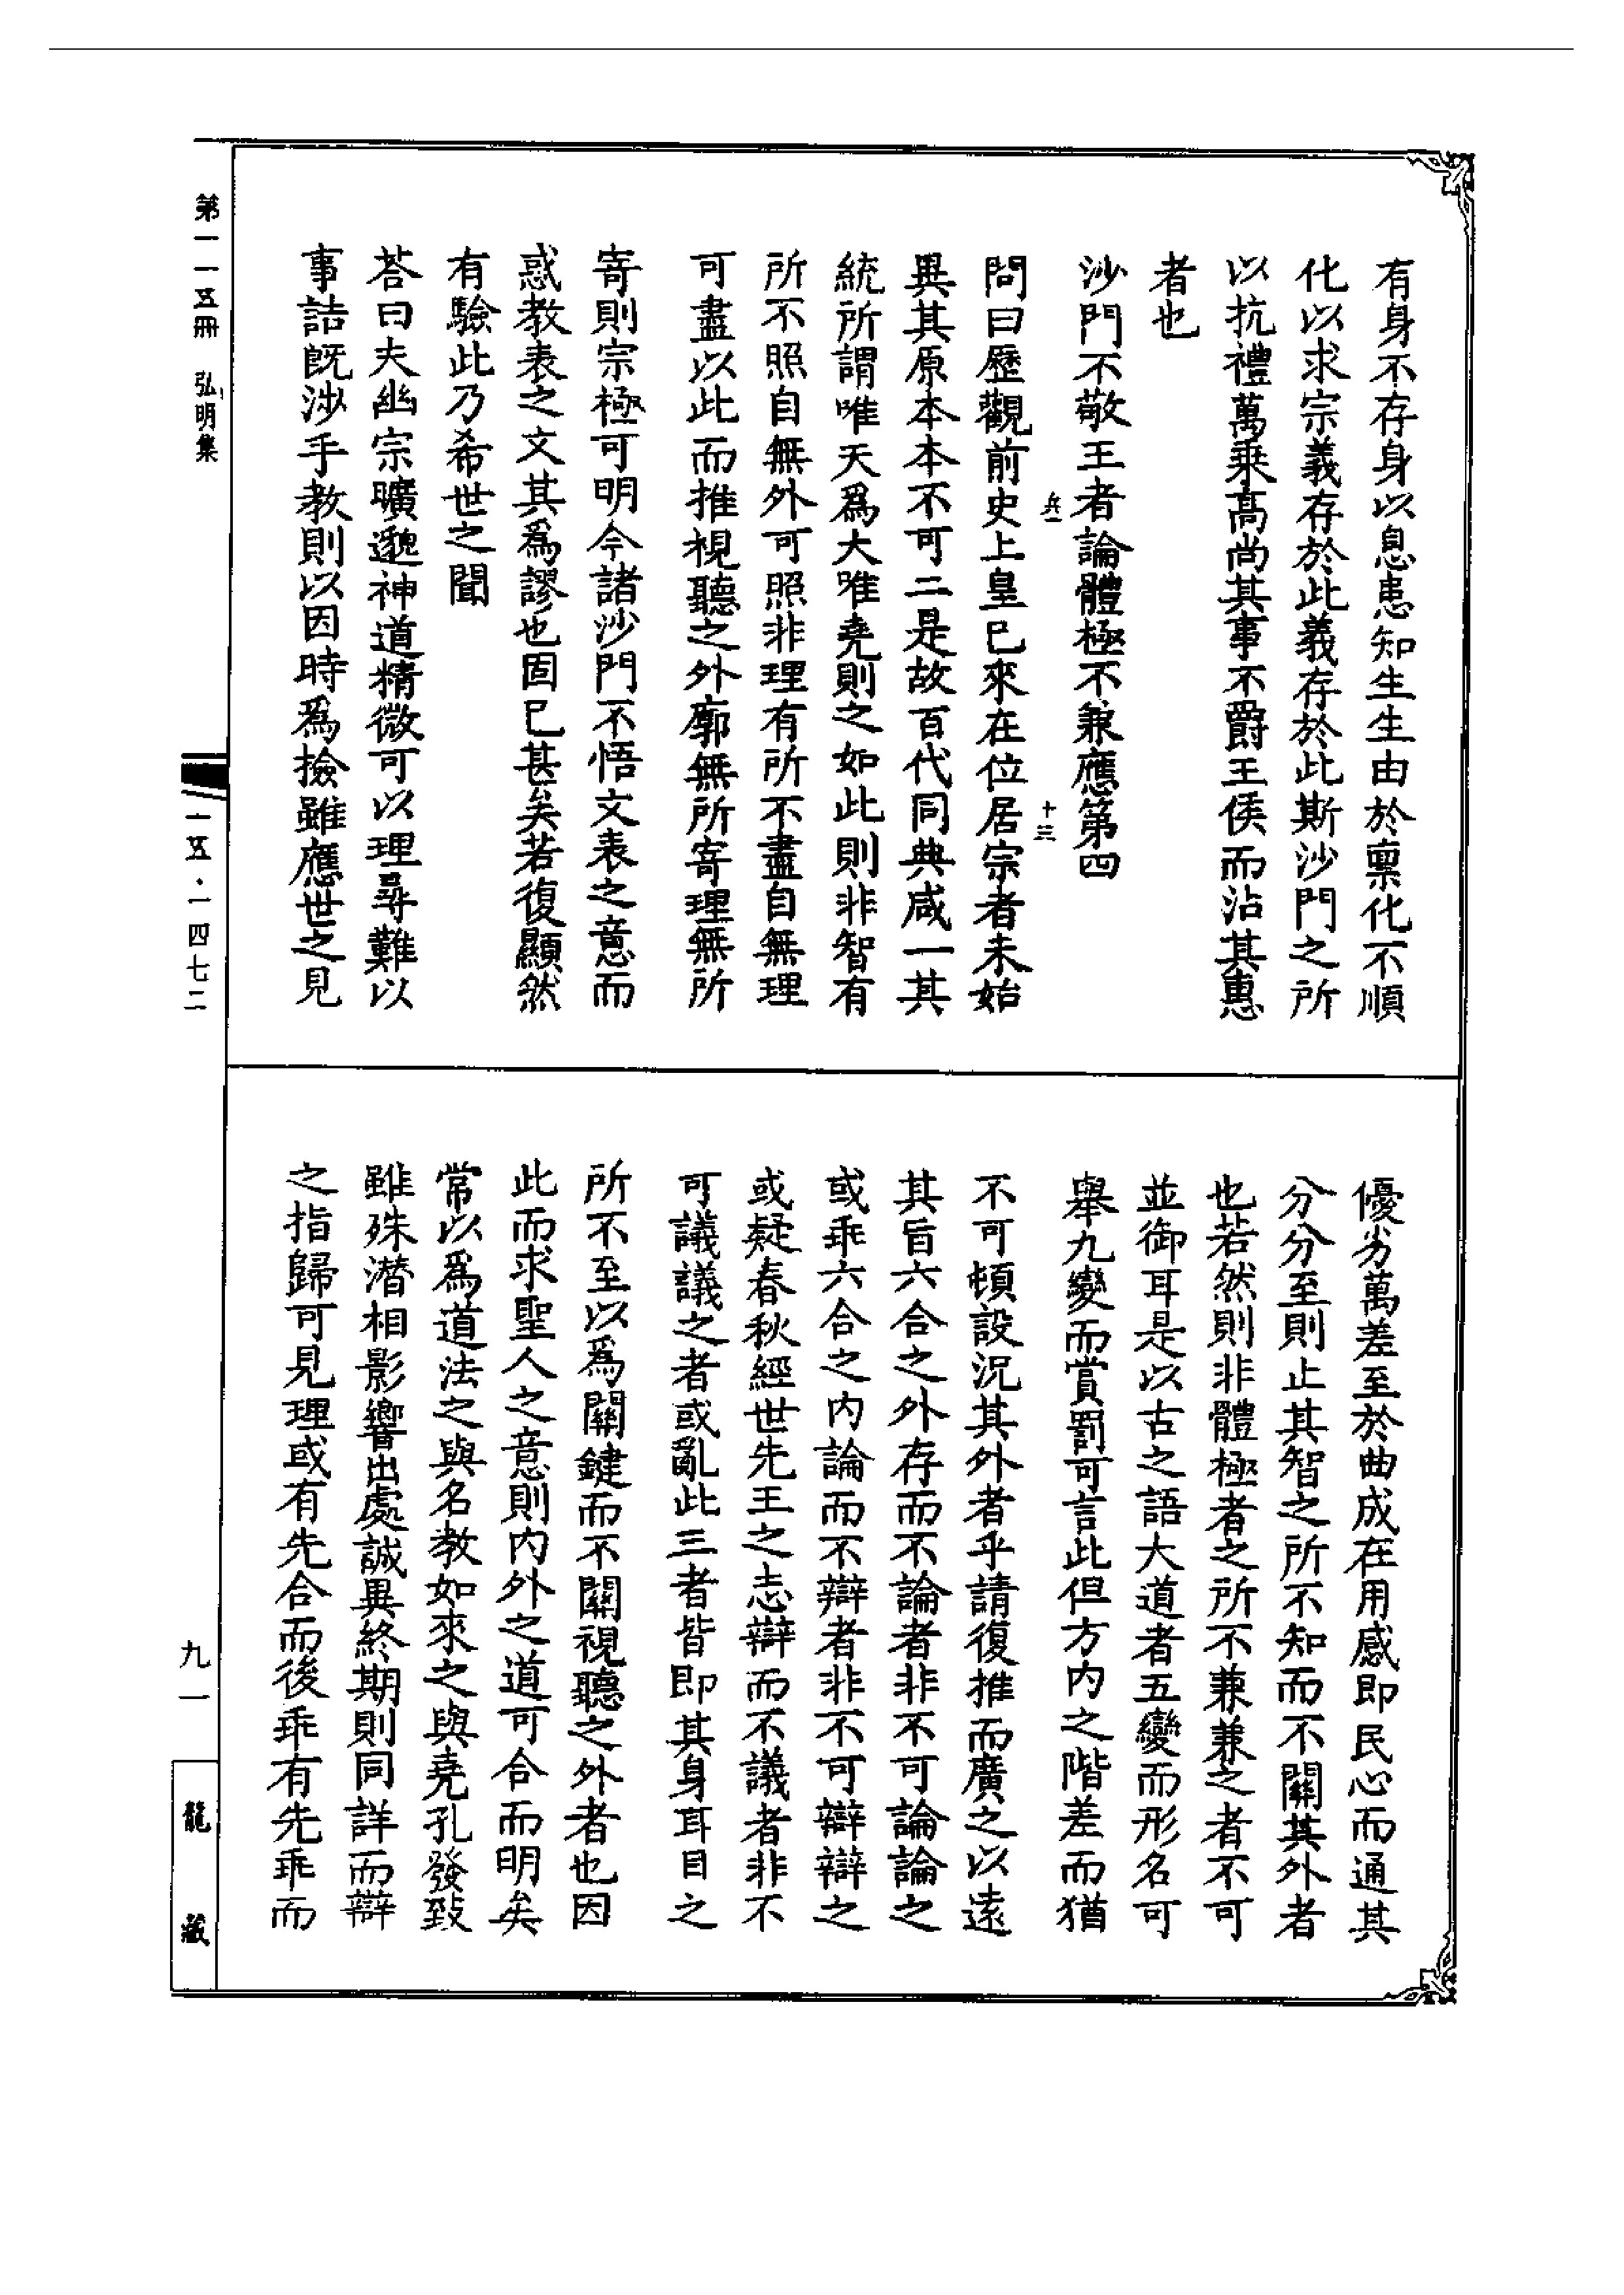 有身不存身以息患知生生由於稟化不順
化以求宗義存於此義存於此斯沙門之所
以抗禮萬乘高尚其事不爵王侯而沾其惠
者也
沙門不敬王者論體極不兼應第四
兵一
十三
問曰歷觀前史上皇已來在位居宗者未始
異其原本本不可二是故百代同典咸一其
統所謂唯天爲大唯堯則之如此則非智有
所不照自無外可照非理有所不盡自無理
可盡以此而推視聽之外廓無所寄理無所
寄則宗極可明今諸沙門不悟文表之意而
惑教表之文其爲謬也固已甚矣若復顯然
有驗此乃希世之聞
荅曰夫幽宗曠邈神道精微可以理尋難以
事詰既涉乎教則以因時爲撿雖應世之見
優劣萬差至於曲成在用感即民心而通其
分分至則止其智之所不知而不關其外者
也若然則非體極者之所不兼兼之者不可
並御耳是以古之語大道者五變而形名可
舉九變而賞罰可言此但方內之階差而猶
不可頓設況其外者乎請復推而廣之以遠
其旨六合之外存而不論者非不可論論之
或乖六合之內論而不辯者非不可辯辯之
或疑春秋經世先王之志辯而不議者非不
可議議之者或亂此三者皆即其身耳目之
所不至以爲關鍵而不關視聽之外者也因
此而求聖人之意則內外之道可合而明矣
常以爲道法之與名教如來之與堯孔發致
雖殊潜相影響出處誠異終期則同詳而辯
之指歸可見理或有先合而後乖有先乖而
第一一五冊 弘明集
一五·一四七二
九一
龍藏